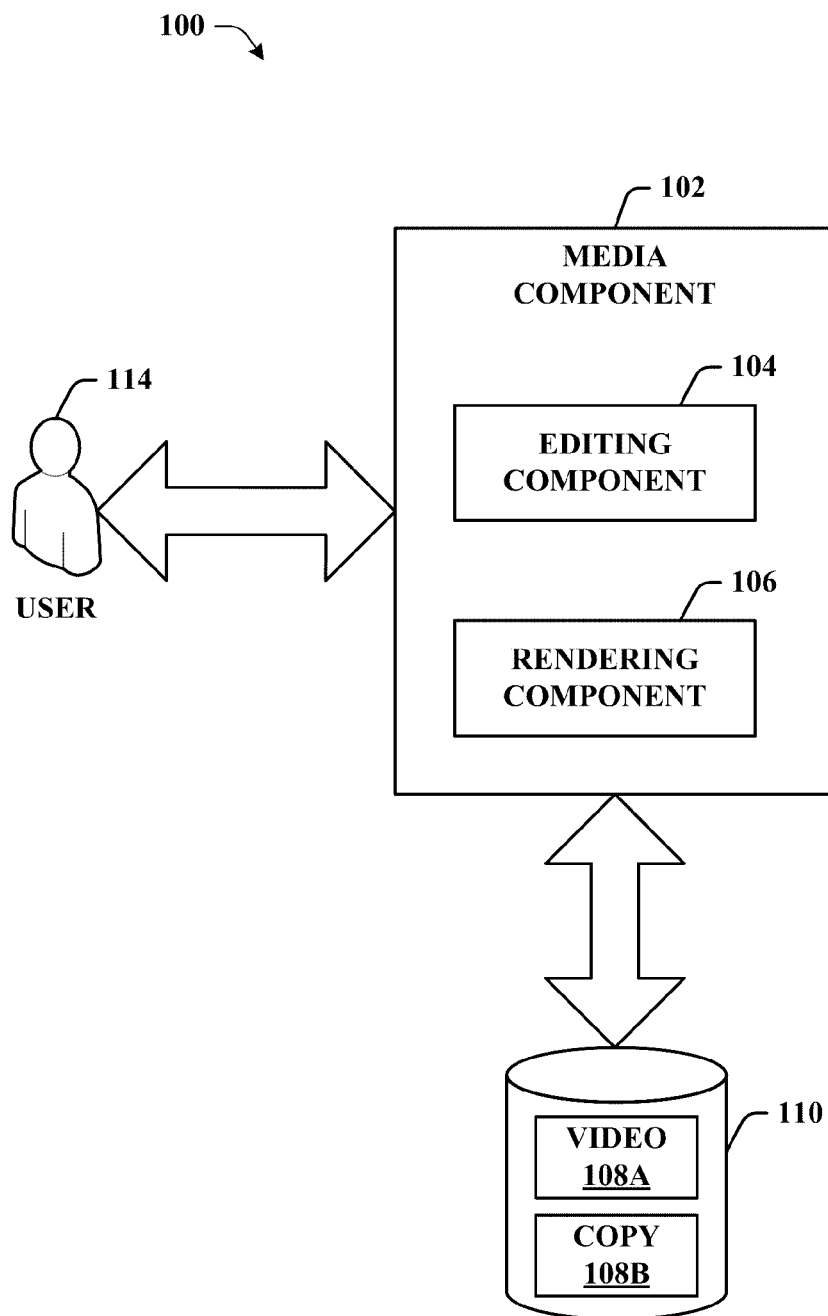 100
102
MEDIA
COMPONENT
114
104
EDITING
COMPONENT
USER
106
RENDERING
COMPONENT
110
VIDEO
108A
COPY
108B